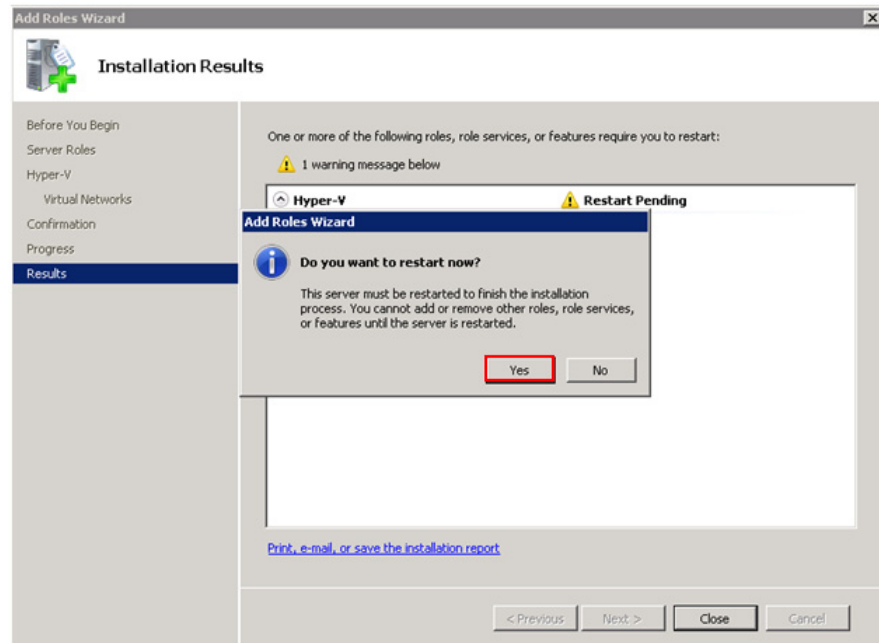 Add Roles Wizard
Installation Results
Before You Begin
Server Roles
Hyper-V
Virtual Networks
Confirmation
Progress
Results
One or more of the following roles, role services, or features require you to restart:
1 warning message below
Hyper-V Restart Pending
Add Roles Wizard
Do you want to restart now?
This server must be restarted to finish the installation
process. You cannot add or remove other roles, role services,
or features until the server is restarted.
Yes No
Print, e-mail, or save the installation report
< Previous Next > Close Cancel